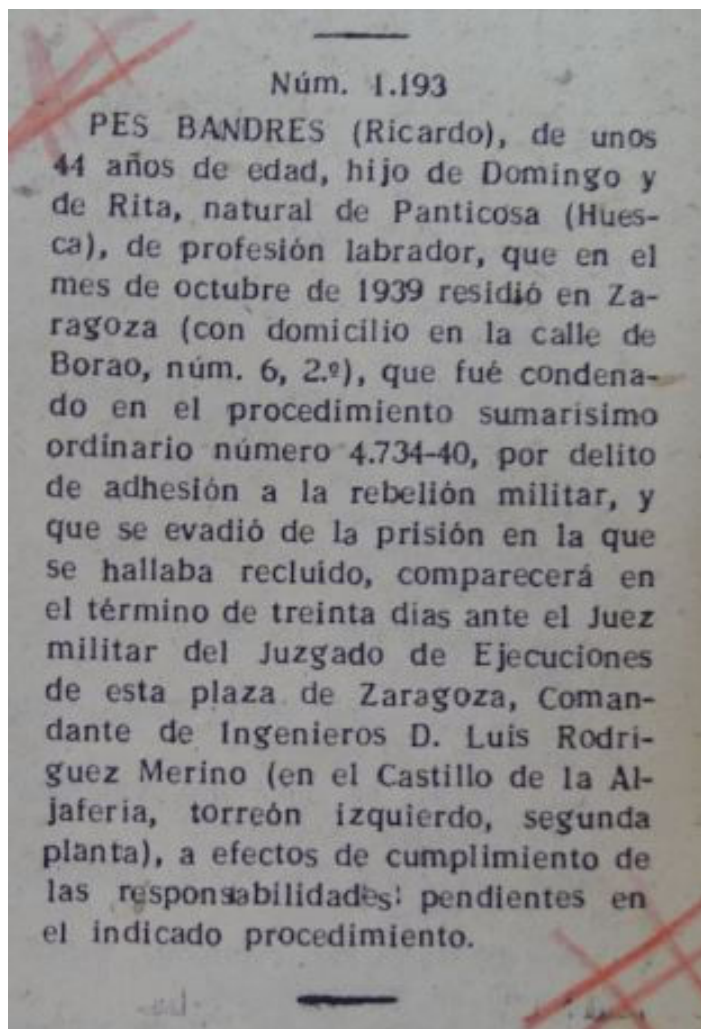 Núm. 1.193
PES BANDRES (Ricardo), de unos
44 años de edad, hijo de Domingo y
de Rita, natural de Panticosa (Hues-
ca), de profesión labrador, que en el
mes de octubre de 1939 residió en Za-
ragoza (con domicilio en la calle de
Borao, núm. 6, 2.º), que fué condena-
do en el procedimiento sumarisimo
ordinario número 4.734-40, por delito
de adhesión a la rebelión militar, y
que se evadió de la prisión en la que
se hallaba recluido, comparecerá en
el término de treinta dias ante el Juez
militar del Juzgado de Ejecuciones
de esta plaza de Zaragoza, Coman-
dante de Ingenieros D. Luis Rodri-
guez Merino (en el Castillo de la Al-
jaferia, torreón izquierdo, segunda
planta), a efectos de cumplimiento de
las responsabilidades pendientes en
el indicado procedimiento.